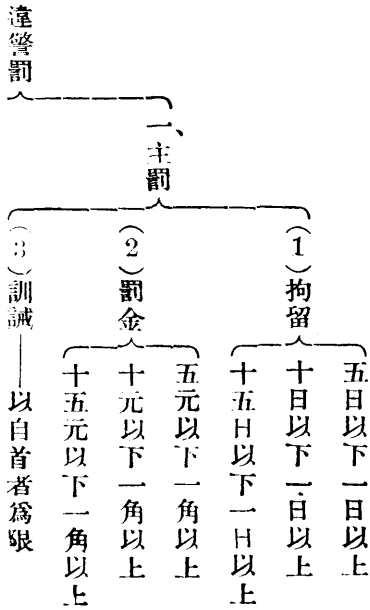 違警罰
一、主罰
(1)拘留
五日以下一日以上
十日以下一日以上
十五日以下一日以上
(2)罰金
五元以下一角以上
十元以下一角以上
十五元以下一角以上
(3)訓誡——以自首者爲限